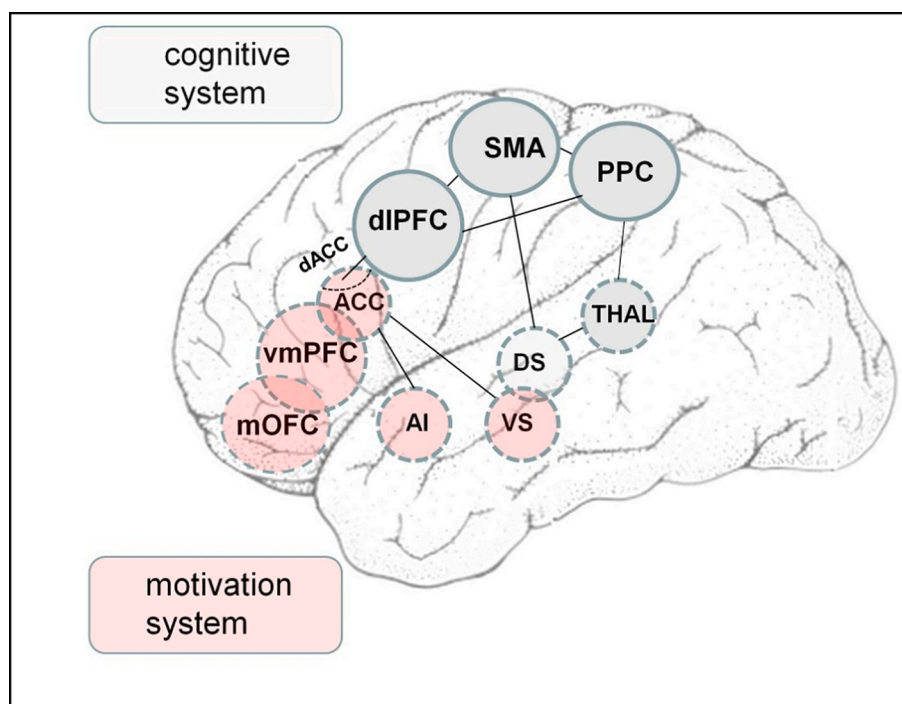 cognitive
system
SMA
PPC
dlPFC
dACC
ACC
THAL
vmPFC
DS
mOFC
AI
VS
motivation
system